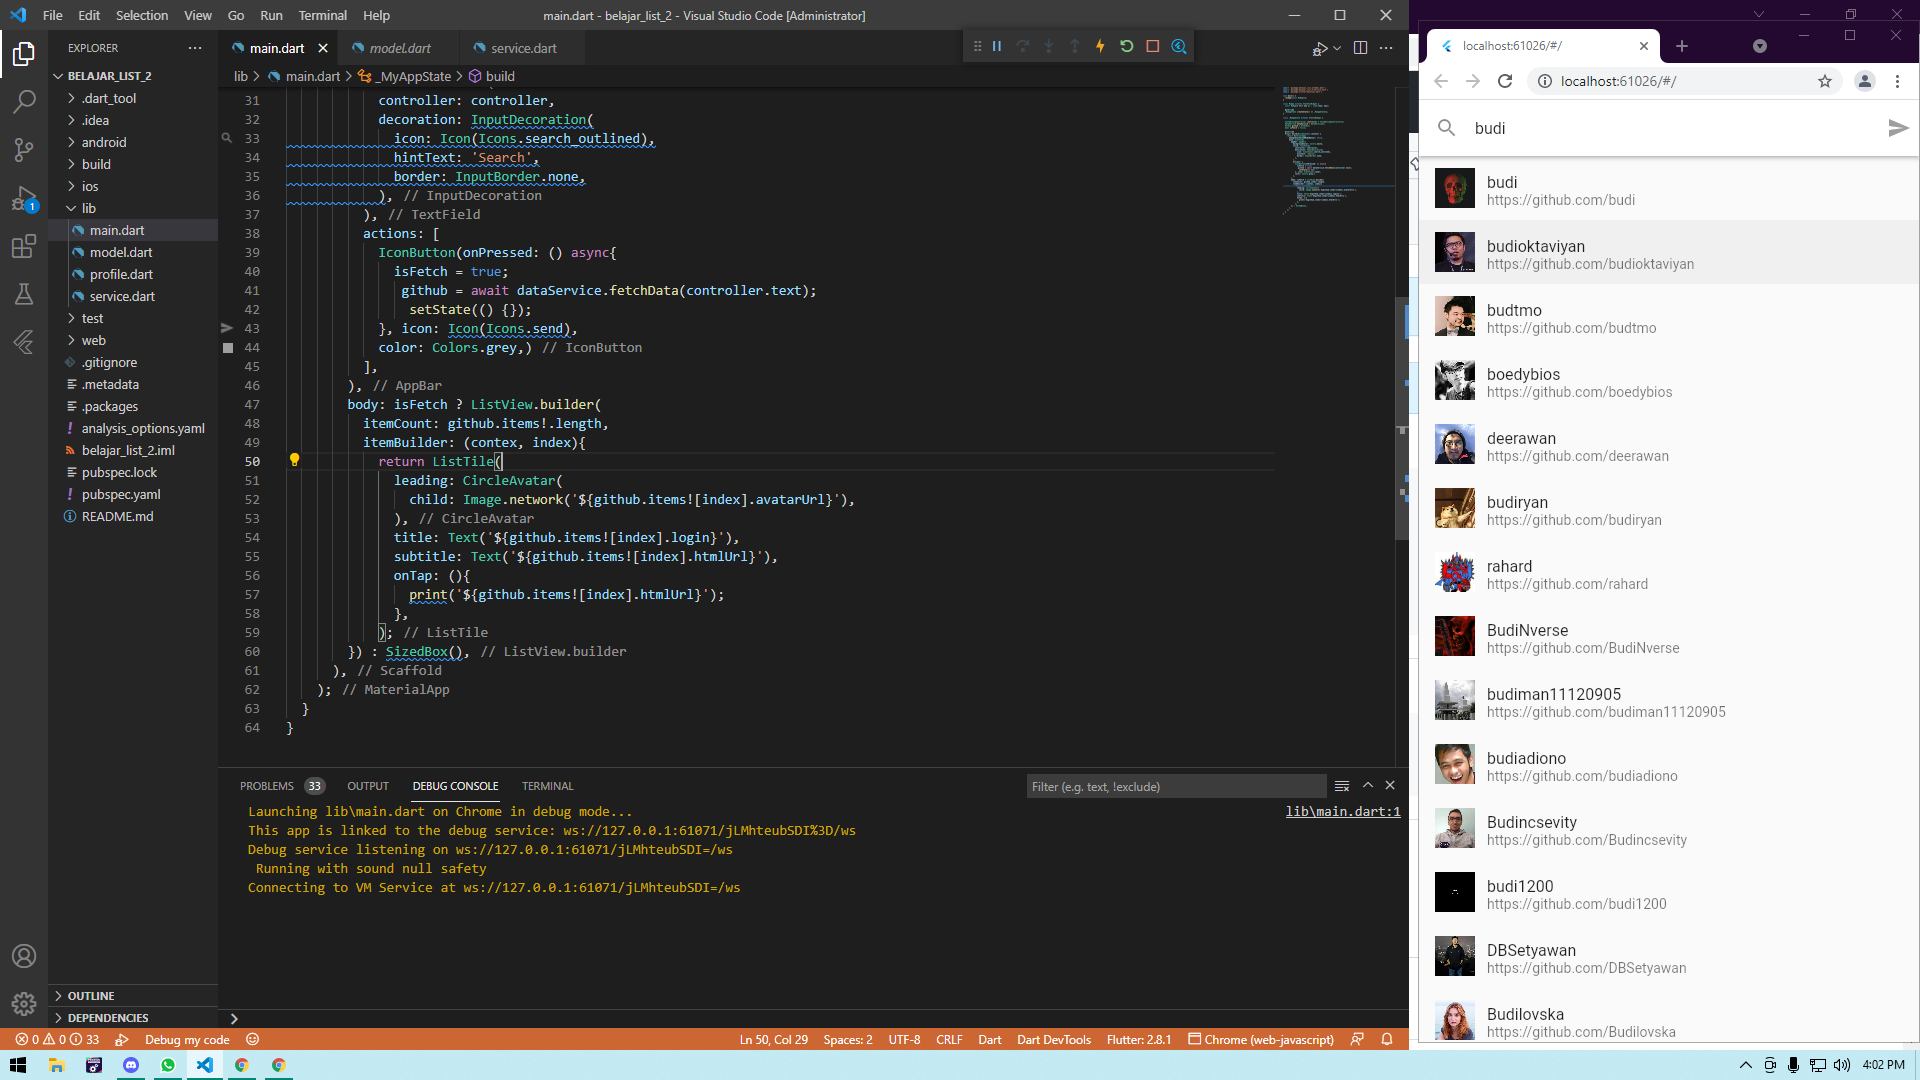 File Edit Selection View Go Run Terminal Help
main.dart - belajar_list_2 - Visual Studio Code [Administrator]
EXPLORER
BELAJAR_LIST_2
.dart_tool
.idea
android
build
ios
lib
main.dart
model.dart
profile.dart
service.dart
test
web
.gitignore
.metadata
.packages
analysis_options.yaml
belajar_list_2.iml
pubspec.lock
pubspec.yaml
README.md
OUTLINE
DEPENDENCIES
main.dart model.dart service.dart
lib > main.dart > _MyAppState > build
31 controller: controller,
32 decoration: InputDecoration(
33 icon: Icon(Icons.search_outlined),
34 hintText: 'Search',
35 border: InputBorder.none,
36 ), // InputDecoration
37 ), // TextField
38 actions: [
39 IconButton(onPressed: () async{
40 isFetch = true;
41 github = await dataService.fetchData(controller.text);
42 setState(() {});
43 }, icon: Icon(Icons.send),
44 color: Colors.grey,) // IconButton
45 ],
46 ), // AppBar
47 body: isFetch ? ListView.builder(
48 itemCount: github.items!.length,
49 itemBuilder: (contex, index){
50 return ListTile(
51 leading: CircleAvatar(
52 child: Image.network('${github.items![index].avatarUrl}'),
53 ), // CircleAvatar
54 title: Text('${github.items![index].login}'),
55 subtitle: Text('${github.items![index].htmlUrl}'),
56 onTap: (){
57 print('${github.items![index].htmlUrl}');
58 },
59 ); // ListTile
60 }) : SizedBox(), // ListView.builder
61 ), // Scaffold
62 ); // MaterialApp
63 }
64 }
PROBLEMS 33 OUTPUT DEBUG CONSOLE TERMINAL
Filter (e.g. text, !exclude)
Launching lib\main.dart on Chrome in debug mode...
lib\main.dart:1
This app is linked to the debug service: ws://127.0.0.1:61071/jLMhteubSDI%3D/ws
Debug service listening on ws://127.0.0.1:61071/jLMhteubSDI=/ws
Running with sound null safety
Connecting to VM Service at ws://127.0.0.1:61071/jLMhteubSDI=/ws
1
0 0 33 Debug my code
Ln 50, Col 29 Spaces: 2 UTF-8 CRLF Dart Dart DevTools Flutter: 2.8.1 Chrome (web-javascript)
localhost:61026/#/
localhost:61026/#/
budi
budi
https://github.com/budi
budioktaviyan
https://github.com/budioktaviyan
budtmo
https://github.com/budtmo
boedybios
https://github.com/boedybios
deerawan
https://github.com/deerawan
budiryan
https://github.com/budiryan
rahard
https://github.com/rahard
BudiNverse
https://github.com/BudiNverse
budiman11120905
https://github.com/budiman11120905
budiadiono
https://github.com/budiadiono
Budincsevity
https://github.com/Budincsevity
budi1200
https://github.com/budi1200
DBSetyawan
https://github.com/DBSetyawan
Budilovska
https://github.com/Budilovska
4:02 PM